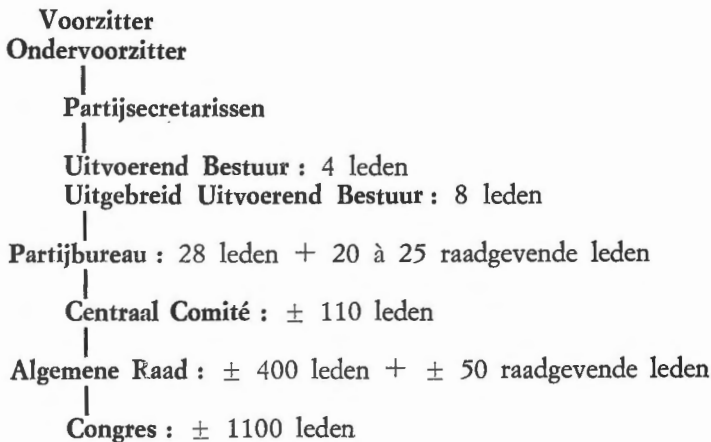 Voorzitter
Ondervoorzitter
Partijsecretarissen
Uitvoerend Bestuur : 4 leden
Uitgebreid Uitvoerend Bestuur : 8 leden
Partijbureau : 28 leden + 20 à 25 raadgevende leden
Centraal Comité : ± 110 leden
Algemene Raad : ± 400 leden + ± 50 raadgevende leden
Congres : ± 1100 leden